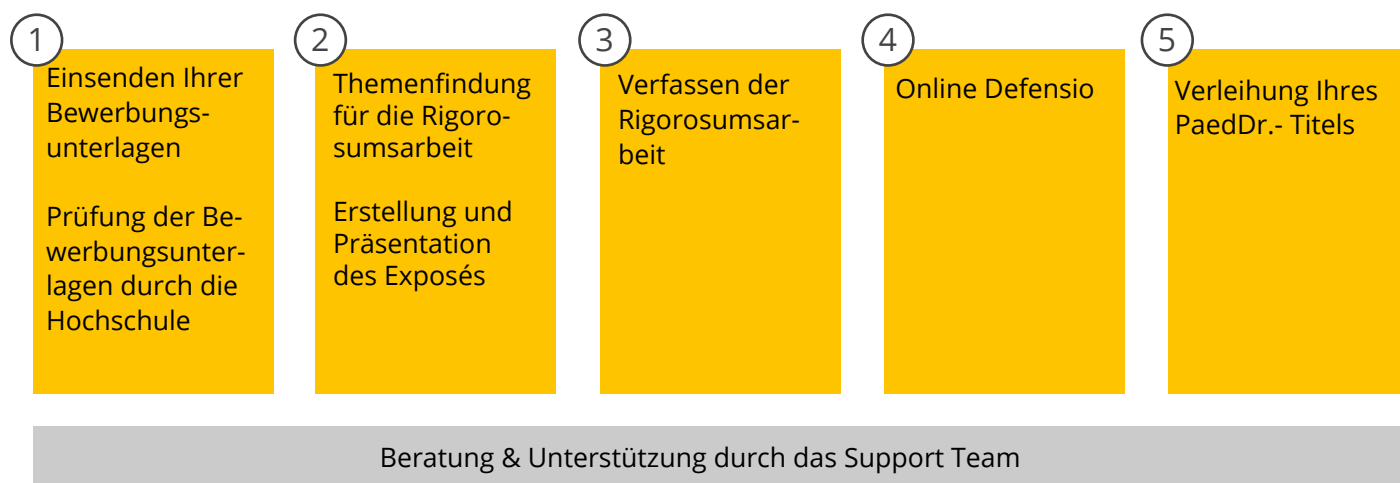 1
Einsenden Ihrer
Bewerbungs-
unterlagen
Prüfung der Be-
werbungsunter-
lagen durch die
Hochschule
2
Themenfindung
für die Rigoro-
sumsarbeit
Erstellung und
Präsentation
des Exposés
3
Verfassen der
Rigorosumsar-
beit
4
Online Defensio
5
Verleihung Ihres
PaedDr.- Titels
Beratung & Unterstützung durch das Support Team